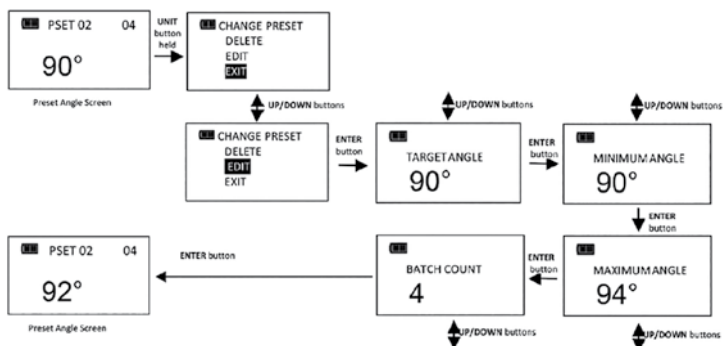 PSET 02 04
90°
Preset Angle Screen
UNIT
button
held
CHANGE PRESET
DELETE
EDIT
EXIT
UP/DOWN buttons
CHANGE PRESET
DELETE
EDIT
EXIT
ENTER
button
UP/DOWN buttons
TARGET ANGLE
90°
ENTER
button
UP/DOWN buttons
MINIMUM ANGLE
90°
ENTER
button
MAXIMUM ANGLE
94°
UP/DOWN buttons
ENTER
button
BATCH COUNT
4
UP/DOWN buttons
ENTER button
PSET 02 04
92°
Preset Angle Screen